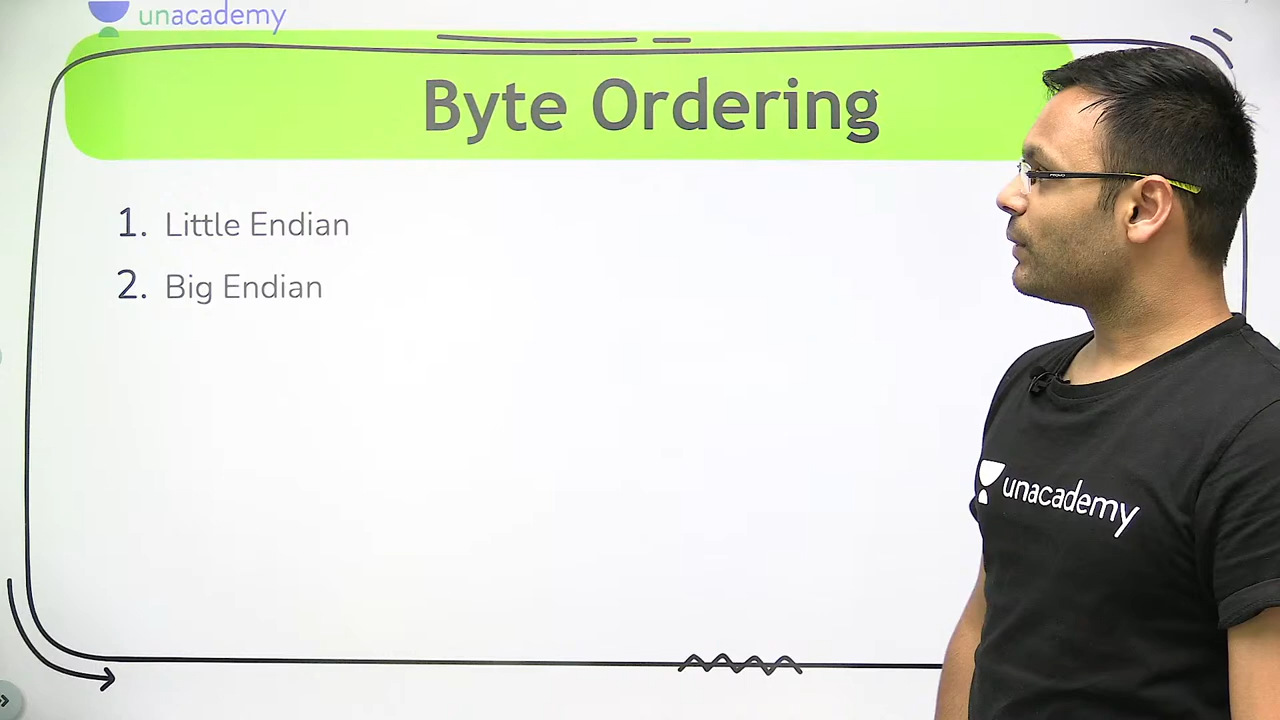 unacademy
Byte Ordering
1. Little Endian
2. Big Endian
unacademy